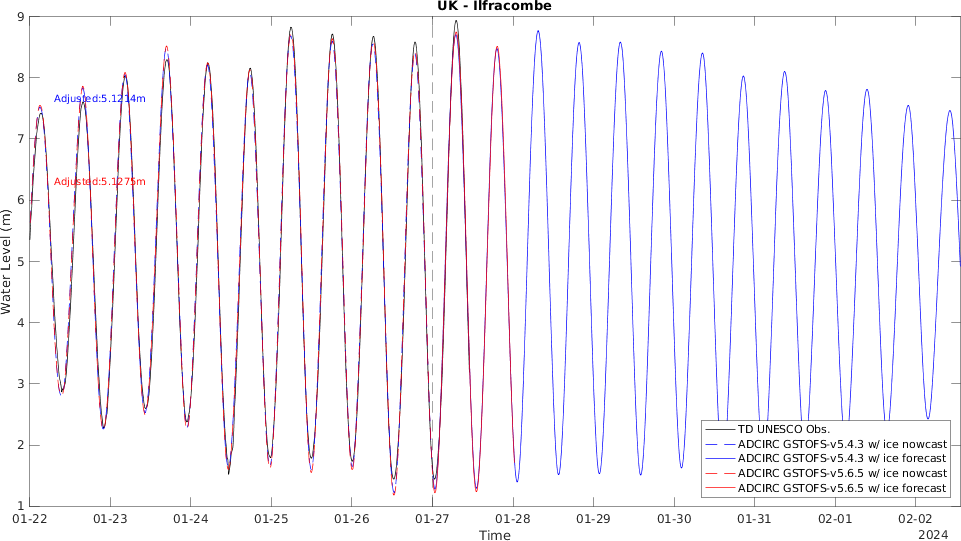 UK - Ilfracombe
9
8
7
6
5
4
3
2
1
Water Level (m)
Adjusted:5.1214m
Adjusted:5.1275m
TD UNESCO Obs.
ADCIRC GSTOFS-v5.4.3 w/ ice nowcast
ADCIRC GSTOFS-v5.4.3 w/ ice forecast
ADCIRC GSTOFS-v5.6.5 w/ ice nowcast
ADCIRC GSTOFS-v5.6.5 w/ ice forecast
01-22 01-23 01-24 01-25 01-26 01-27 01-28 01-29 01-30 01-31 02-01 02-02
Time
2024